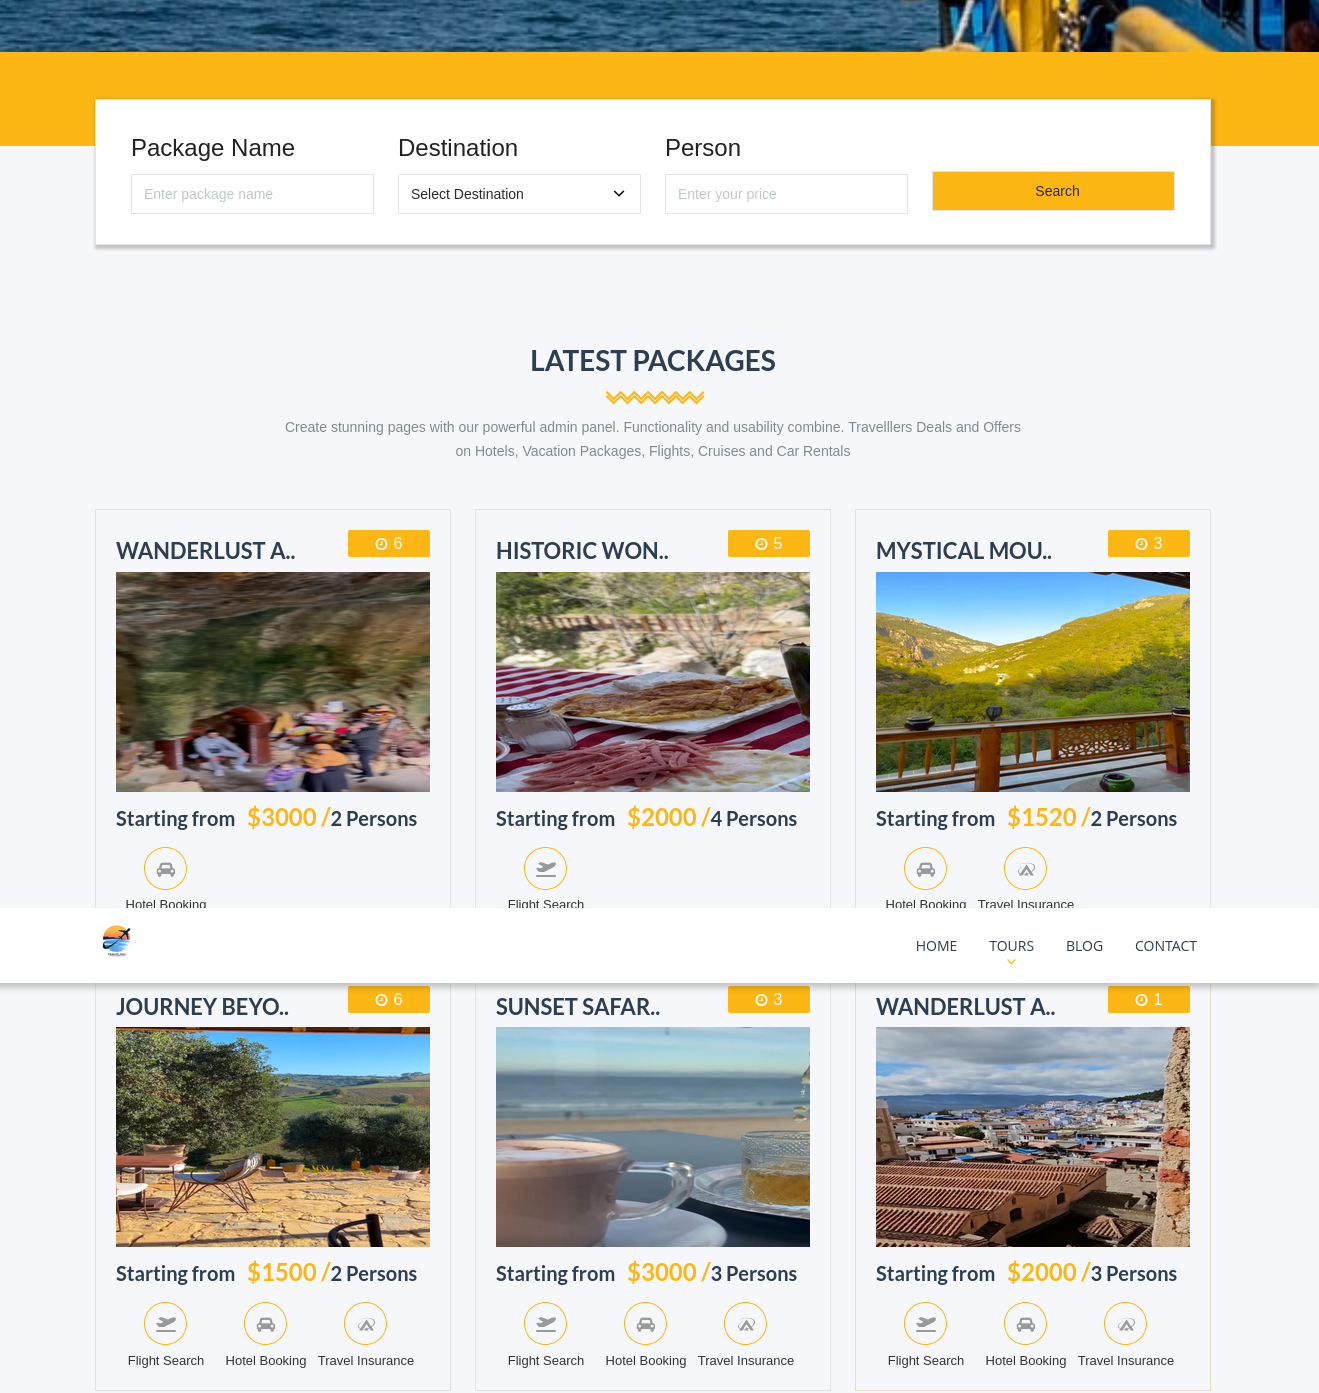 Package Name
Destination
Person
Enter package name
Select Destination
Enter your price
Search
LATEST PACKAGES
Create stunning pages with our powerful admin panel. Functionality and usability combine. Travelllers Deals and Offers
on Hotels, Vacation Packages, Flights, Cruises and Car Rentals
WANDERLUST A..
6
HISTORIC WON..
5
MYSTICAL MOU..
3
Starting from $3000 /2 Persons
Starting from $2000 /4 Persons
Starting from $1520 /2 Persons
Hotel Booking
Flight Search
Hotel Booking
Travel Insurance
HOME
TOURS
BLOG
CONTACT
JOURNEY BEYO..
6
SUNSET SAFAR..
3
WANDERLUST A..
1
Starting from $1500 /2 Persons
Starting from $3000 /3 Persons
Starting from $2000 /3 Persons
Flight Search
Hotel Booking
Travel Insurance
Flight Search
Hotel Booking
Travel Insurance
Flight Search
Hotel Booking
Travel Insurance